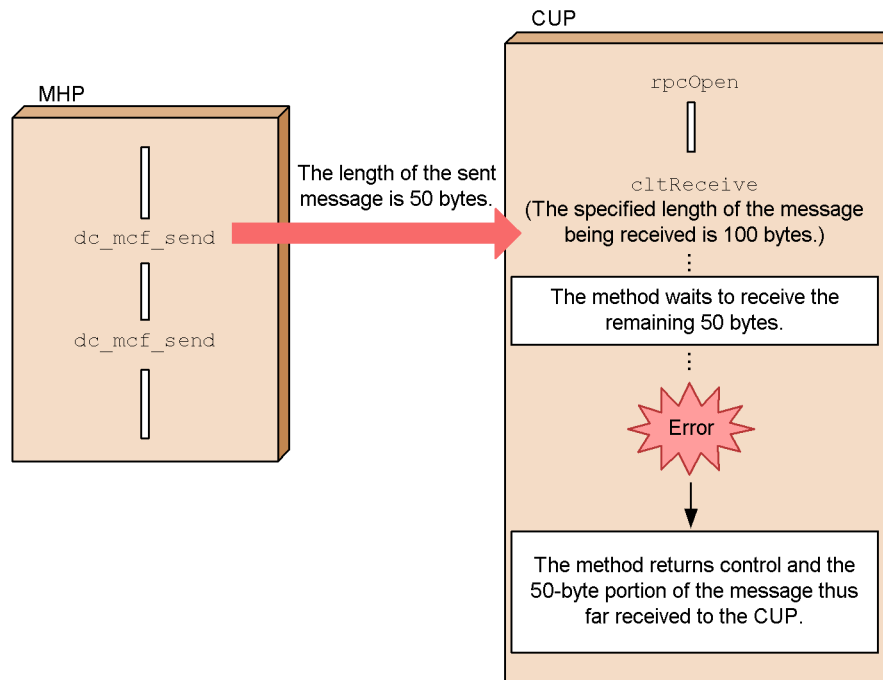 MHP
dc_mcf_send
dc_mcf_send
The length of the sent
message is 50 bytes.
CUP
rpcOpen
cltReceive
(The specified length of the message
being received is 100 bytes.)
The method waits to receive the
remaining 50 bytes.
Error
The method returns control and the
50-byte portion of the message thus
far received to the CUP.